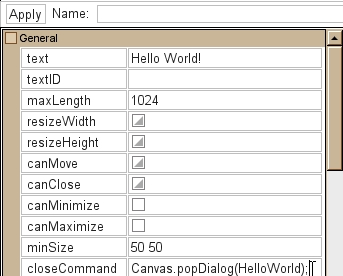 Apply Name:
General
text Hello World!
textID
maxLength 1024
resizeWidth
resizeHeight
canMove
canClose
canMinimize
canMaximize
minSize 50 50
closeCommand Canvas.popDialog(HelloWorld);